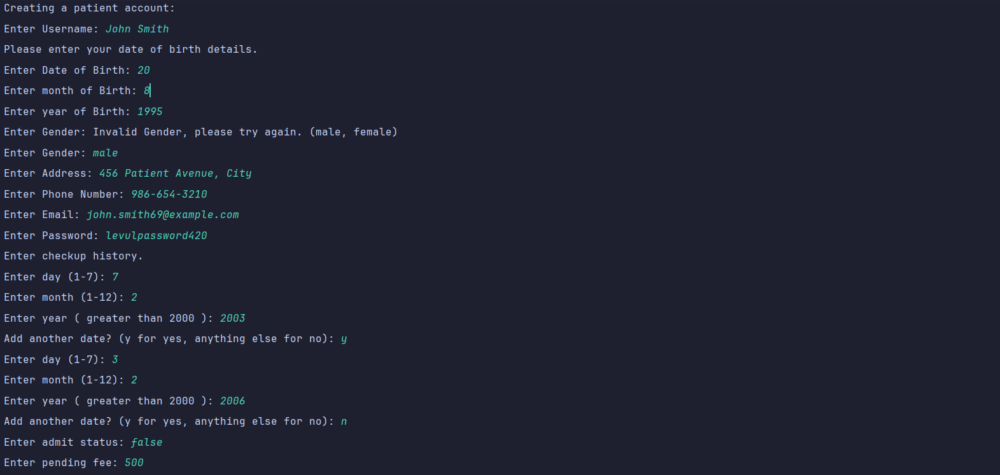 Creating a patient account:
Enter Username: John Smith
Please enter your date of birth details.
Enter Date of Birth: 20
Enter month of Birth: 8
Enter year of Birth: 1995
Enter Gender: Invalid Gender, please try again. (male, female)
Enter Gender: male
Enter Address: 456 Patient Avenue, City
Enter Phone Number: 986-654-3210
Enter Email: john.smith69@example.com
Enter Password: levulpassword420
Enter checkup history.
Enter day (1-7): 7
Enter month (1-12): 2
Enter year ( greater than 2000 ): 2003
Add another date? (y for yes, anything else for no): y
Enter day (1-7): 3
Enter month (1-12): 2
Enter year ( greater than 2000 ): 2006
Add another date? (y for yes, anything else for no): n
Enter admit status: false
Enter pending fee: 500